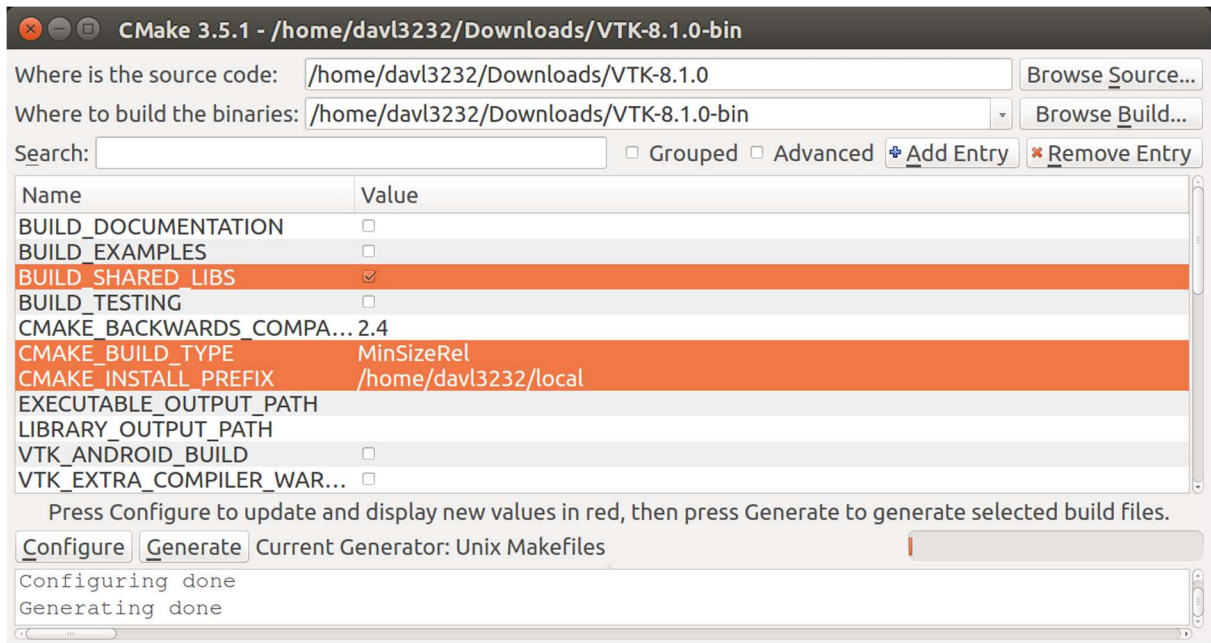 CMake 3.5.1 - /home/davl3232/Downloads/VTK-8.1.0-bin
Where is the source code: /home/davl3232/Downloads/VTK-8.1.0 Browse Source...
Where to build the binaries: /home/davl3232/Downloads/VTK-8.1.0-bin Browse Build...
Search: Grouped Advanced Add Entry Remove Entry
Name Value
BUILD_DOCUMENTATION
BUILD_EXAMPLES
BUILD_SHARED_LIBS
BUILD_TESTING
CMAKE_BACKWARDS_COMPA... 2.4
CMAKE_BUILD_TYPE MinSizeRel
CMAKE_INSTALL_PREFIX /home/davl3232/local
EXECUTABLE_OUTPUT_PATH
LIBRARY_OUTPUT_PATH
VTK_ANDROID_BUILD
VTK_EXTRA_COMPILER_WAR...
Press Configure to update and display new values in red, then press Generate to generate selected build files.
Configure Generate Current Generator: Unix Makefiles
Configuring done
Generating done